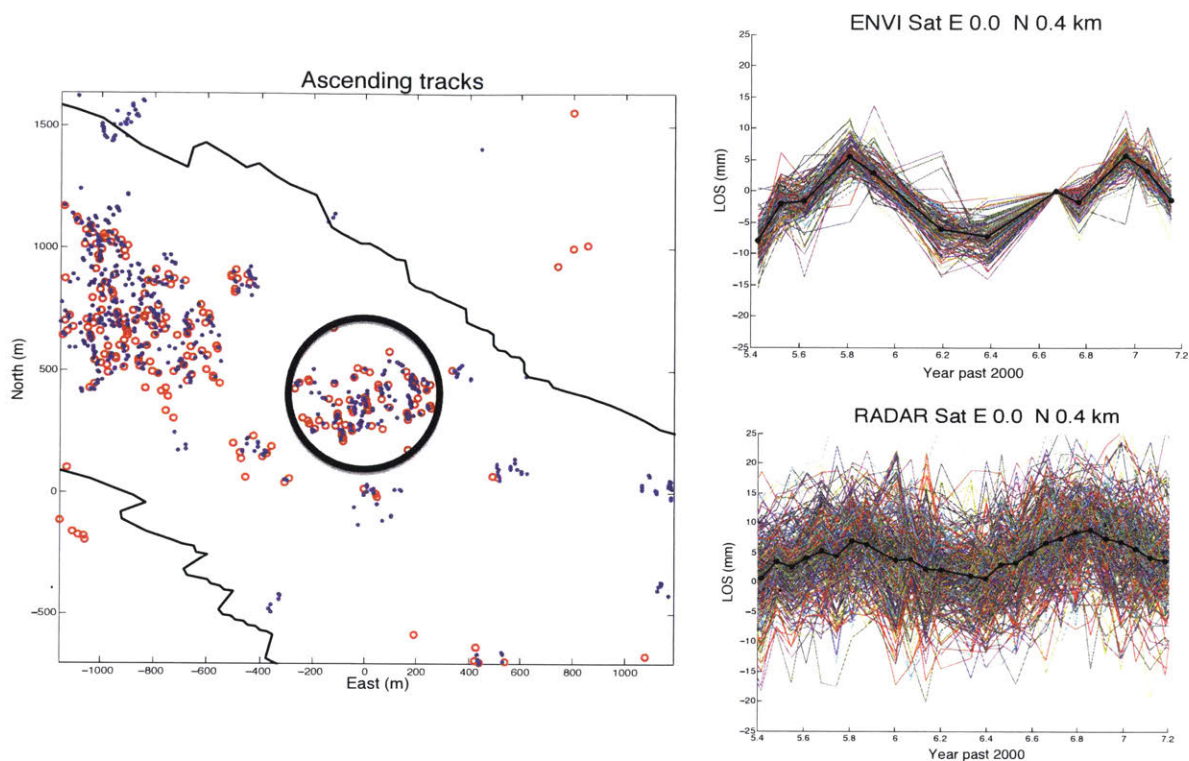 Ascending tracks
1500
1000
500
0
−500
North (m)
−1000 −800 −600 −400 −200 0 200 400 600 800 1000
East (m)
ENVI Sat E 0.0 N 0.4 km
25
20
15
10
5
0
−5
−10
−15
−20
−25
LOS (mm)
5.4 5.6 5.8 6 6.2 6.4 6.6 6.8 7 7.2
Year past 2000
RADAR Sat E 0.0 N 0.4 km
25
20
15
10
5
0
−5
−10
−15
−20
−25
LOS (mm)
5.4 5.6 5.8 6 6.2 6.4 6.6 6.8 7 7.2
Year past 2000